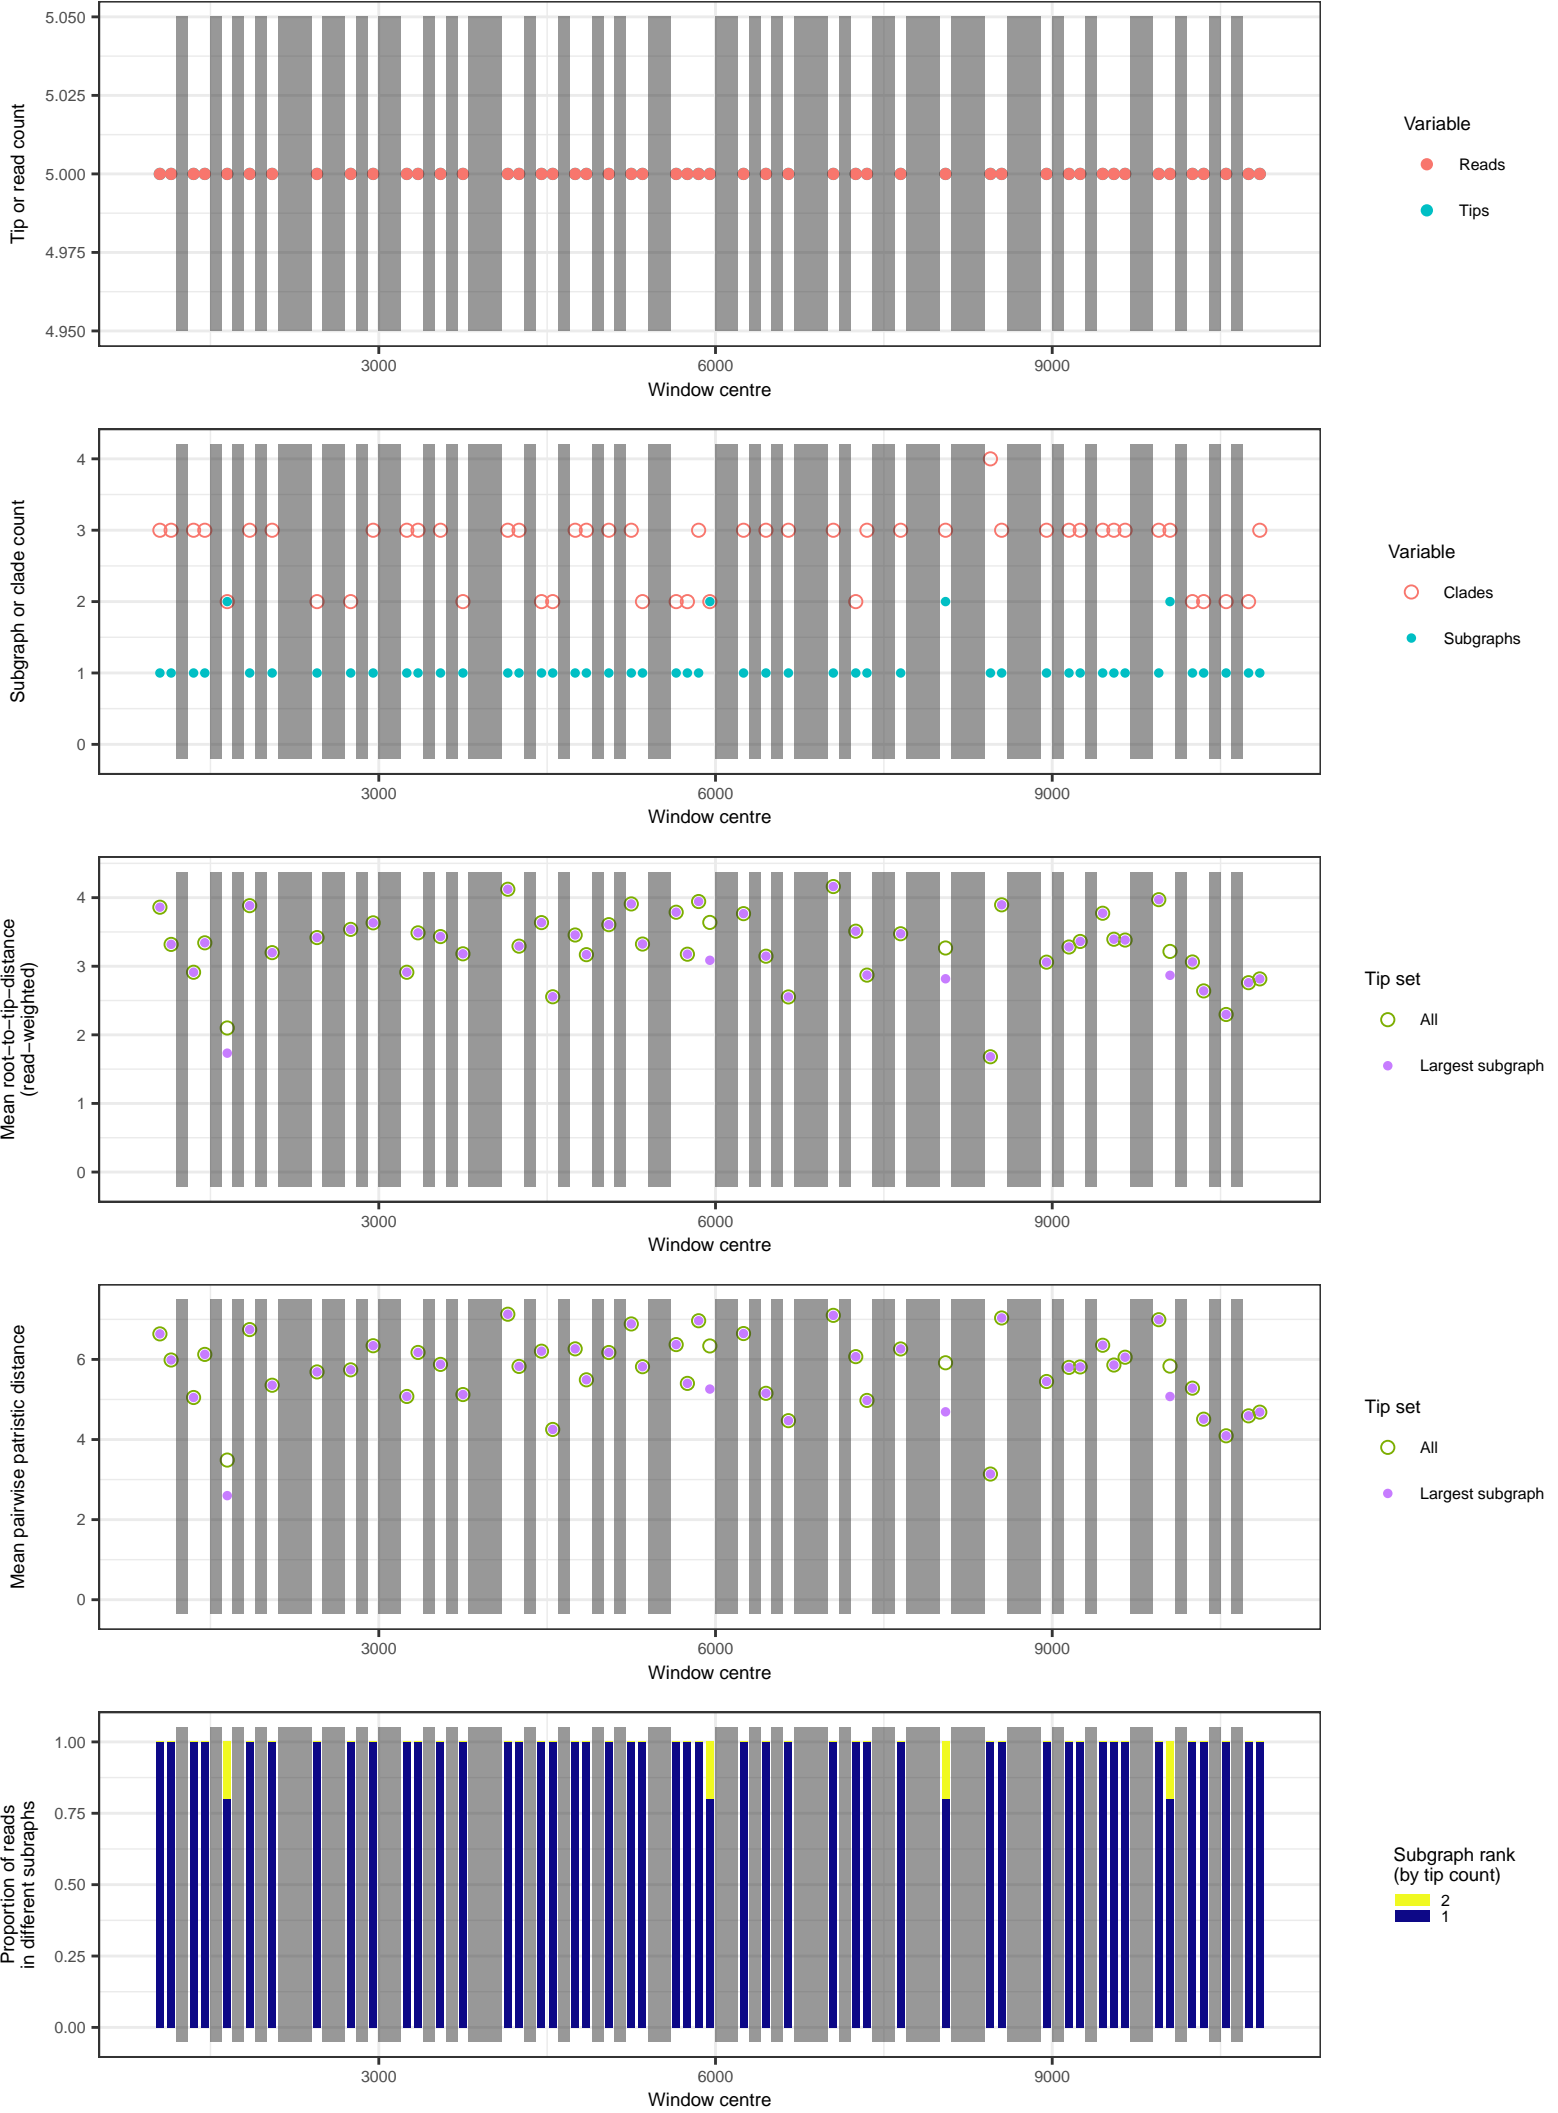 5.050
5.025
5.000
4.975
4.950
Tip or read count
3000
6000
9000
Window centre
Variable
Reads
Tips
4
3
2
1
0
Subgraph or clade count
3000
6000
9000
Window centre
Variable
Clades
Subgraphs
4
3
2
1
0
Mean root−to−tip−distance
(read−weighted)
3000
6000
9000
Window centre
Tip set
All
Largest subgraph
6
4
2
0
Mean pairwise patristic distance
3000
6000
9000
Window centre
Tip set
All
Largest subgraph
1.00
0.75
0.50
0.25
0.00
Proportion of reads
in different subraphs
3000
6000
9000
Window centre
Subgraph rank
(by tip count)
2
1